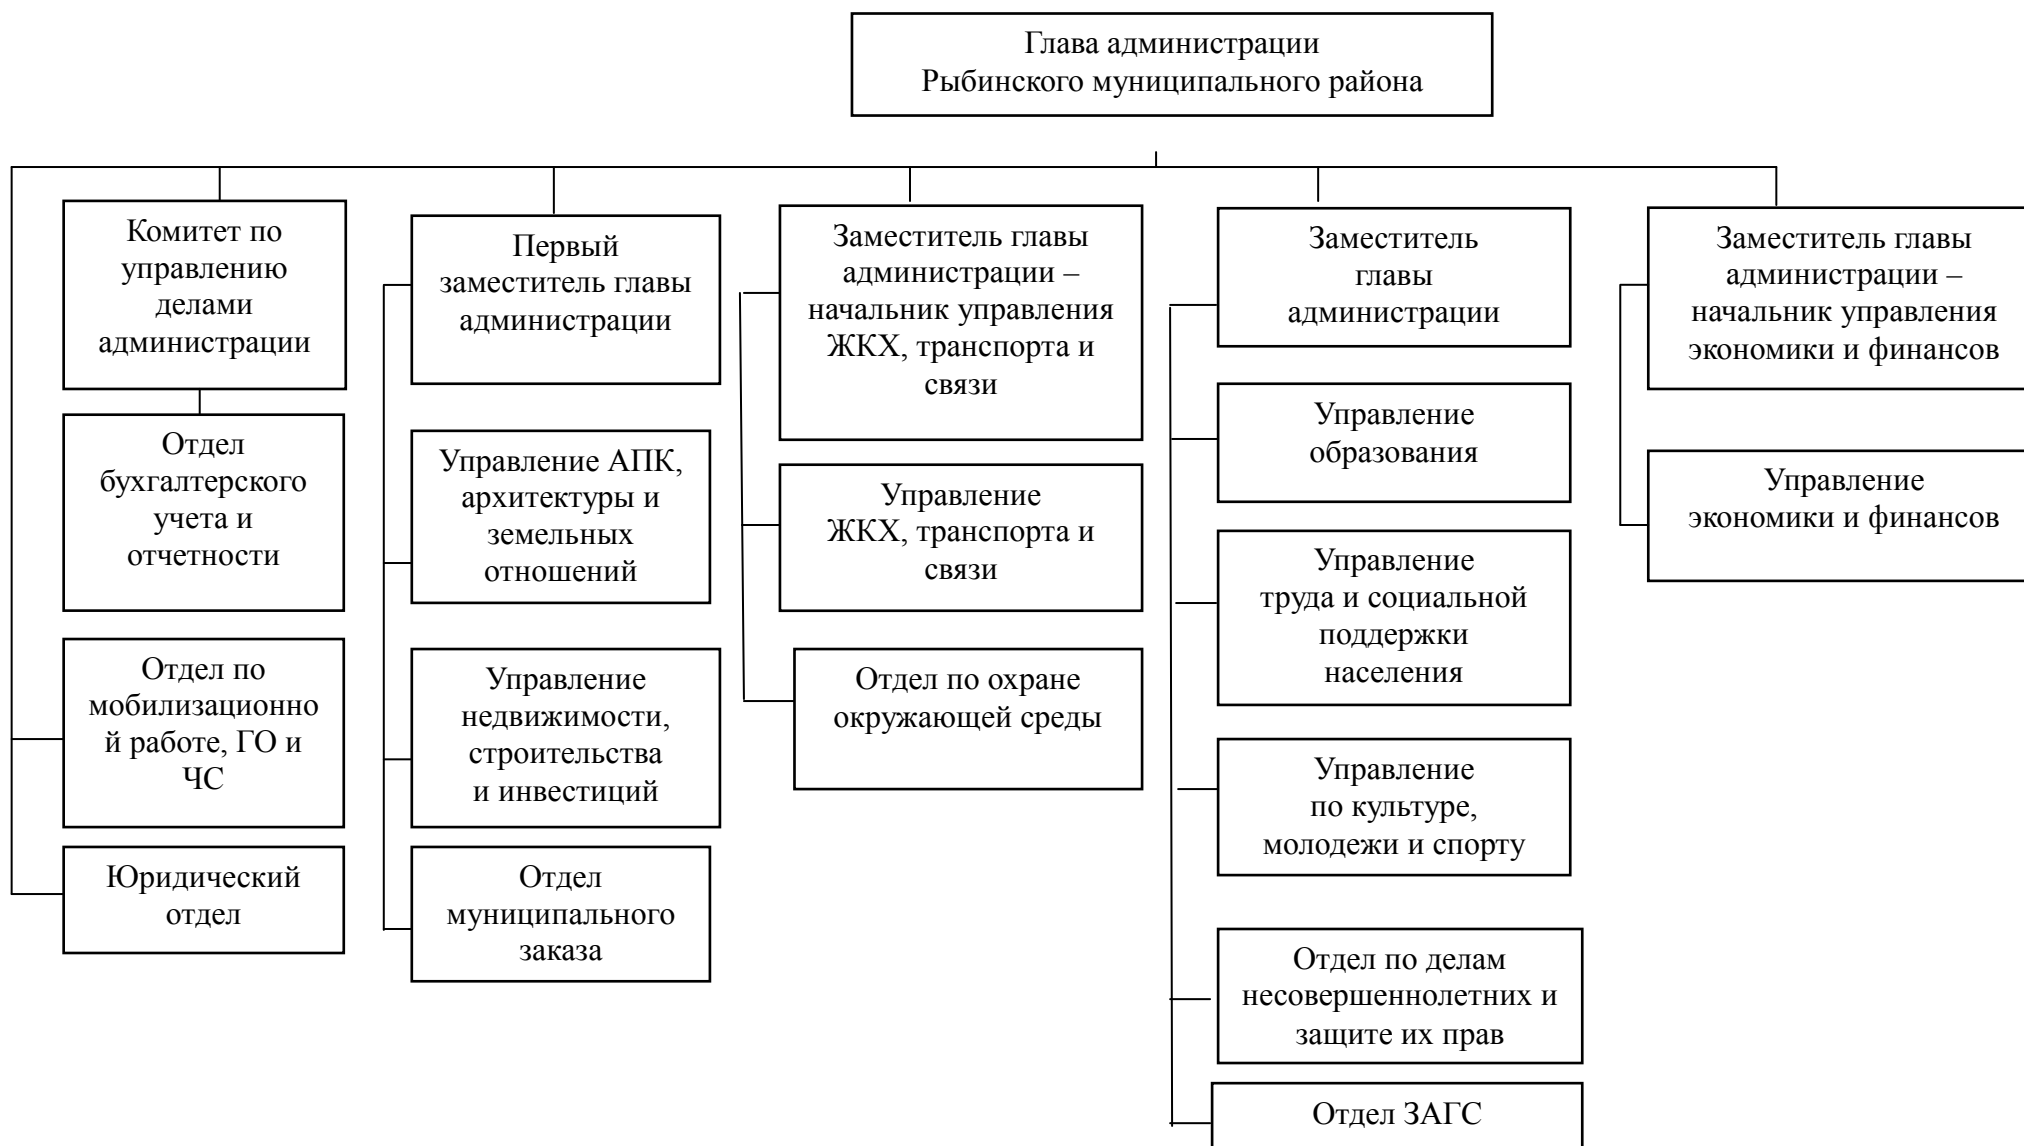 Глава администрации
Рыбинского муниципального района
Комитет по
управлению
делами
администрации
Отдел
бухгалтерского
учета и
отчетности
Отдел по
мобилизационно
й работе, ГО и
ЧС
Юридический
отдел
Первый
заместитель главы
администрации
Управление АПК,
архитектуры и
земельных
отношений
Управление
недвижимости,
строительства
и инвестиций
Отдел
муниципального
заказа
Заместитель главы
администрации –
начальник управления
ЖКХ, транспорта и
связи
Управление
ЖКХ, транспорта и
связи
Отдел по охране
окружающей среды
Заместитель
главы
администрации
Управление
образования
Управление
труда и социальной
поддержки
населения
Управление
по культуре,
молодежи и спорту
Отдел по делам
несовершеннолетних и
защите их прав
Отдел ЗАГС
Заместитель главы
администрации –
начальник управления
экономики и финансов
Управление
экономики и финансов